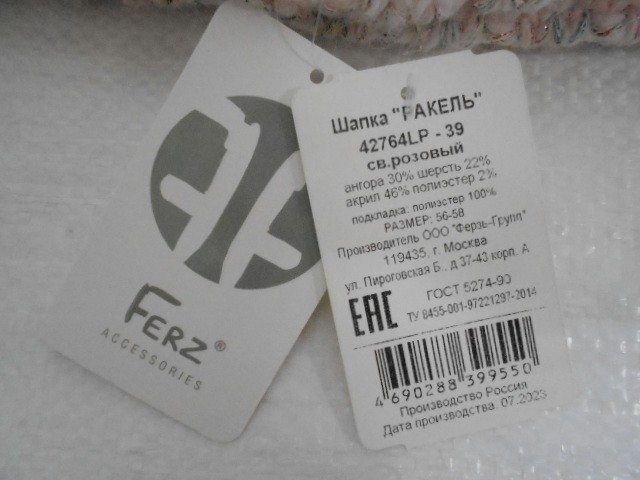 FERZ®
ACCESSORIES
Шапка "РАКЕЛЬ"
42764LP - 39
св.розовый
ангора 30% шерсть 22%
акрил 46% полиэстер 2%
подкладка: полиэстер 100%
РАЗМЕР: 56-58
Производитель ООО "Ферзь-Групп"
119435, г. Москва
ул. Пироговская Б., д 37-43 корп. А
ЕАС
ГОСТ 5274-90
ТУ 8455-001-97221297-2014
4 690288 399550
Производство Россия
Дата производства: 07.2023